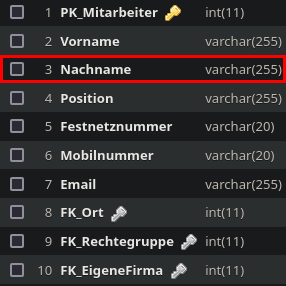 1 PK_Mitarbeiter int(11)
2 Vorname varchar(255)
3 Nachname varchar(255)
4 Position varchar(255)
5 Festnetznummer varchar(20)
6 Mobilnummer varchar(20)
7 Email varchar(255)
8 FK_Ort int(11)
9 FK_Rechtegruppe int(11)
10 FK_EigeneFirma int(11)